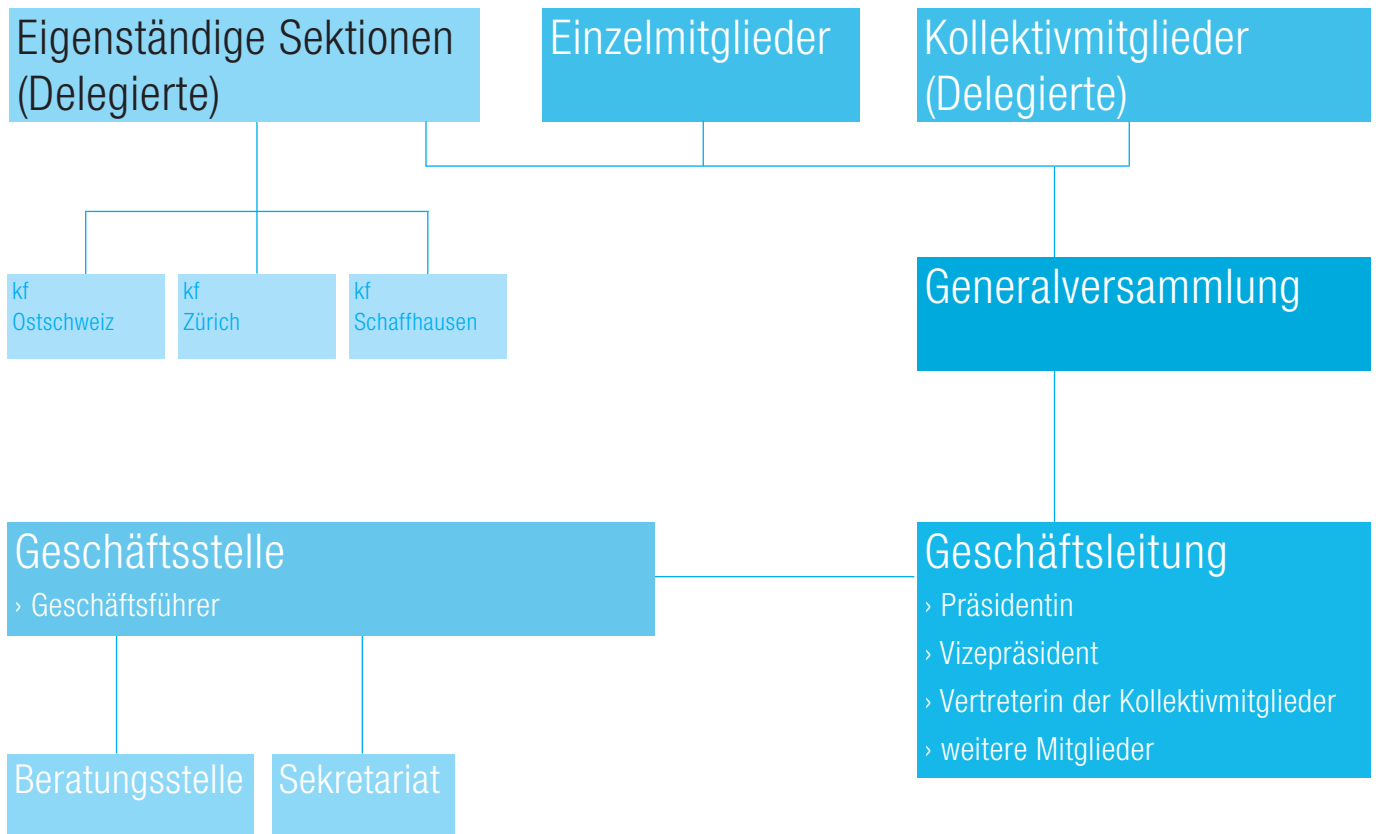 Eigenständige Sektionen
(Delegierte)
Einzelmitglieder
Kollektivmitglieder
(Delegierte)
kf
Ostschweiz
kf
Zürich
kf
Schaffhausen
Generalversammlung
Geschäftsstelle
› Geschäftsführer
Geschäftsleitung
› Präsidentin
› Vizepräsident
› Vertreterin der Kollektivmitglieder
› weitere Mitglieder
Beratungsstelle
Sekretariat